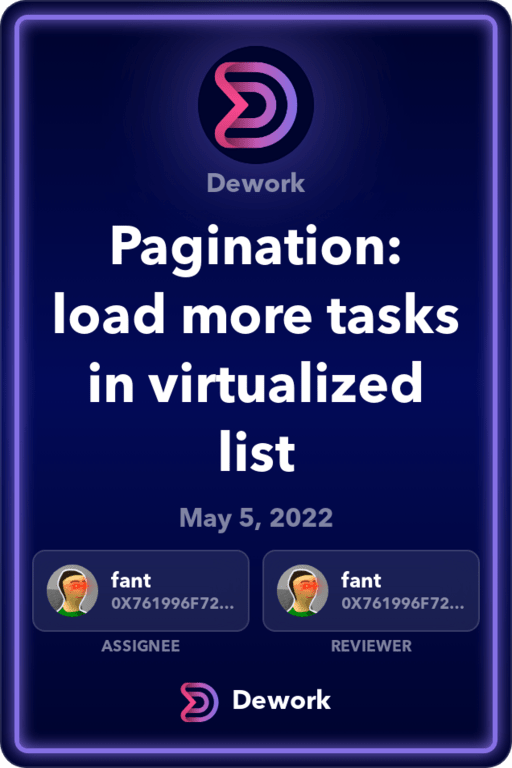 Dework
Pagination:
load more tasks
in virtualized
list
May 5, 2022
fant
0X761996F72...
ASSIGNEE
fant
0X761996F72...
REVIEWER
Dework